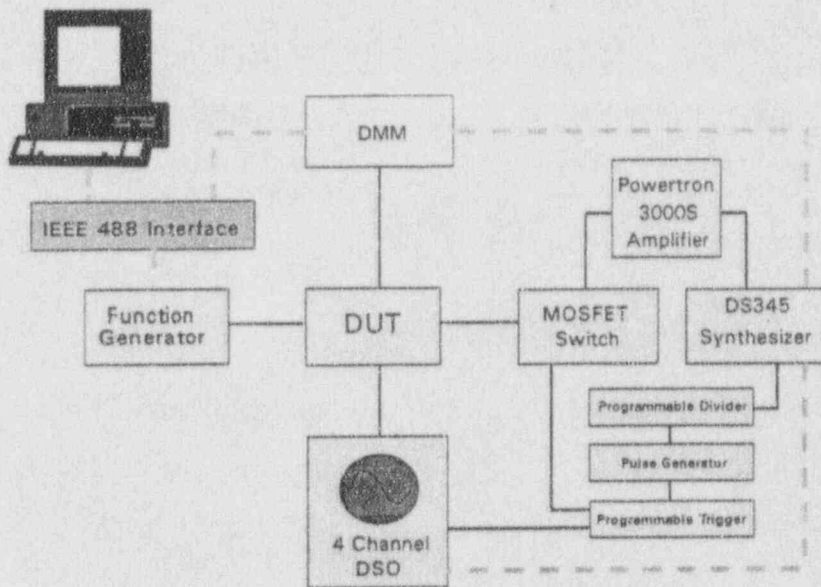 DMM
Powertron
3000S
Amplifier
IEEE 488 Interface
Function
Generator
DUT
MOSFET
Switch
DS345
Synthesizer
Programmable Divider
Pulse Generator
Programmable Trigger
4 Channel
DSO